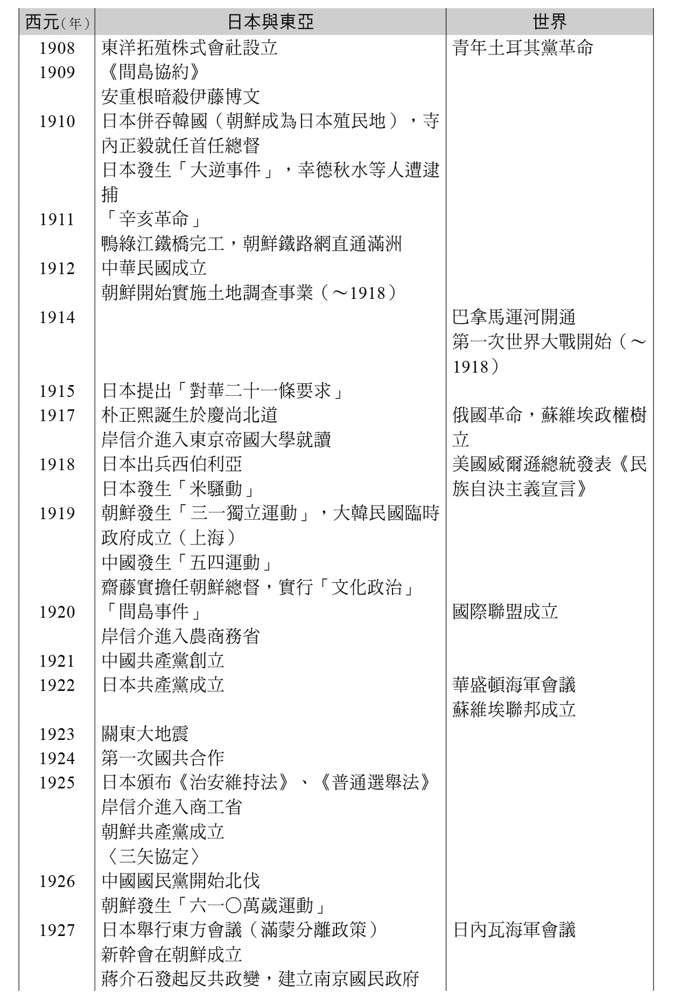 西元（年） 日本與東亞 世界
1908 東洋拓殖株式會社設立 青年土耳其黨革命
1909 《間島協約》
安重根暗殺伊藤博文
1910 日本併吞韓國（朝鮮成為日本殖民地），寺
內正毅就任首任總督
日本發生「大逆事件」，幸德秋水等人遭逮
捕
1911 「辛亥革命」
鴨綠江鐵橋完工，朝鮮鐵路網直通滿洲
1912 中華民國成立
朝鮮開始實施土地調查事業（～1918）
1914 巴拿馬運河開通
第一次世界大戰開始（～
1918）
1915 日本提出「對華二十一條要求」
1917 朴正熙誕生於慶尚北道 俄國革命，蘇維埃政權樹
岸信介進入東京帝國大學就讀 立
1918 日本出兵西伯利亞 美國威爾遜總統發表《民
日本發生「米騷動」 族自決主義宣言》
1919 朝鮮發生「三一獨立運動」，大韓民國臨時
政府成立（上海）
中國發生「五四運動」
齋藤實擔任朝鮮總督，實行「文化政治」
1920 「間島事件」 國際聯盟成立
岸信介進入農商務省
1921 中國共產黨創立
1922 日本共產黨成立 華盛頓海軍會議
蘇維埃聯邦成立
1923 關東大地震
1924 第一次國共合作
1925 日本頒布《治安維持法》、《普通選舉法》
岸信介進入商工省
朝鮮共產黨成立
〈三矢協定〉
1926 中國國民黨開始北伐
朝鮮發生「六一〇萬歲運動」
1927 日本舉行東方會議（滿蒙分離政策） 日內瓦海軍會議
新幹會在朝鮮成立
蔣介石發起反共政變，建立南京國民政府